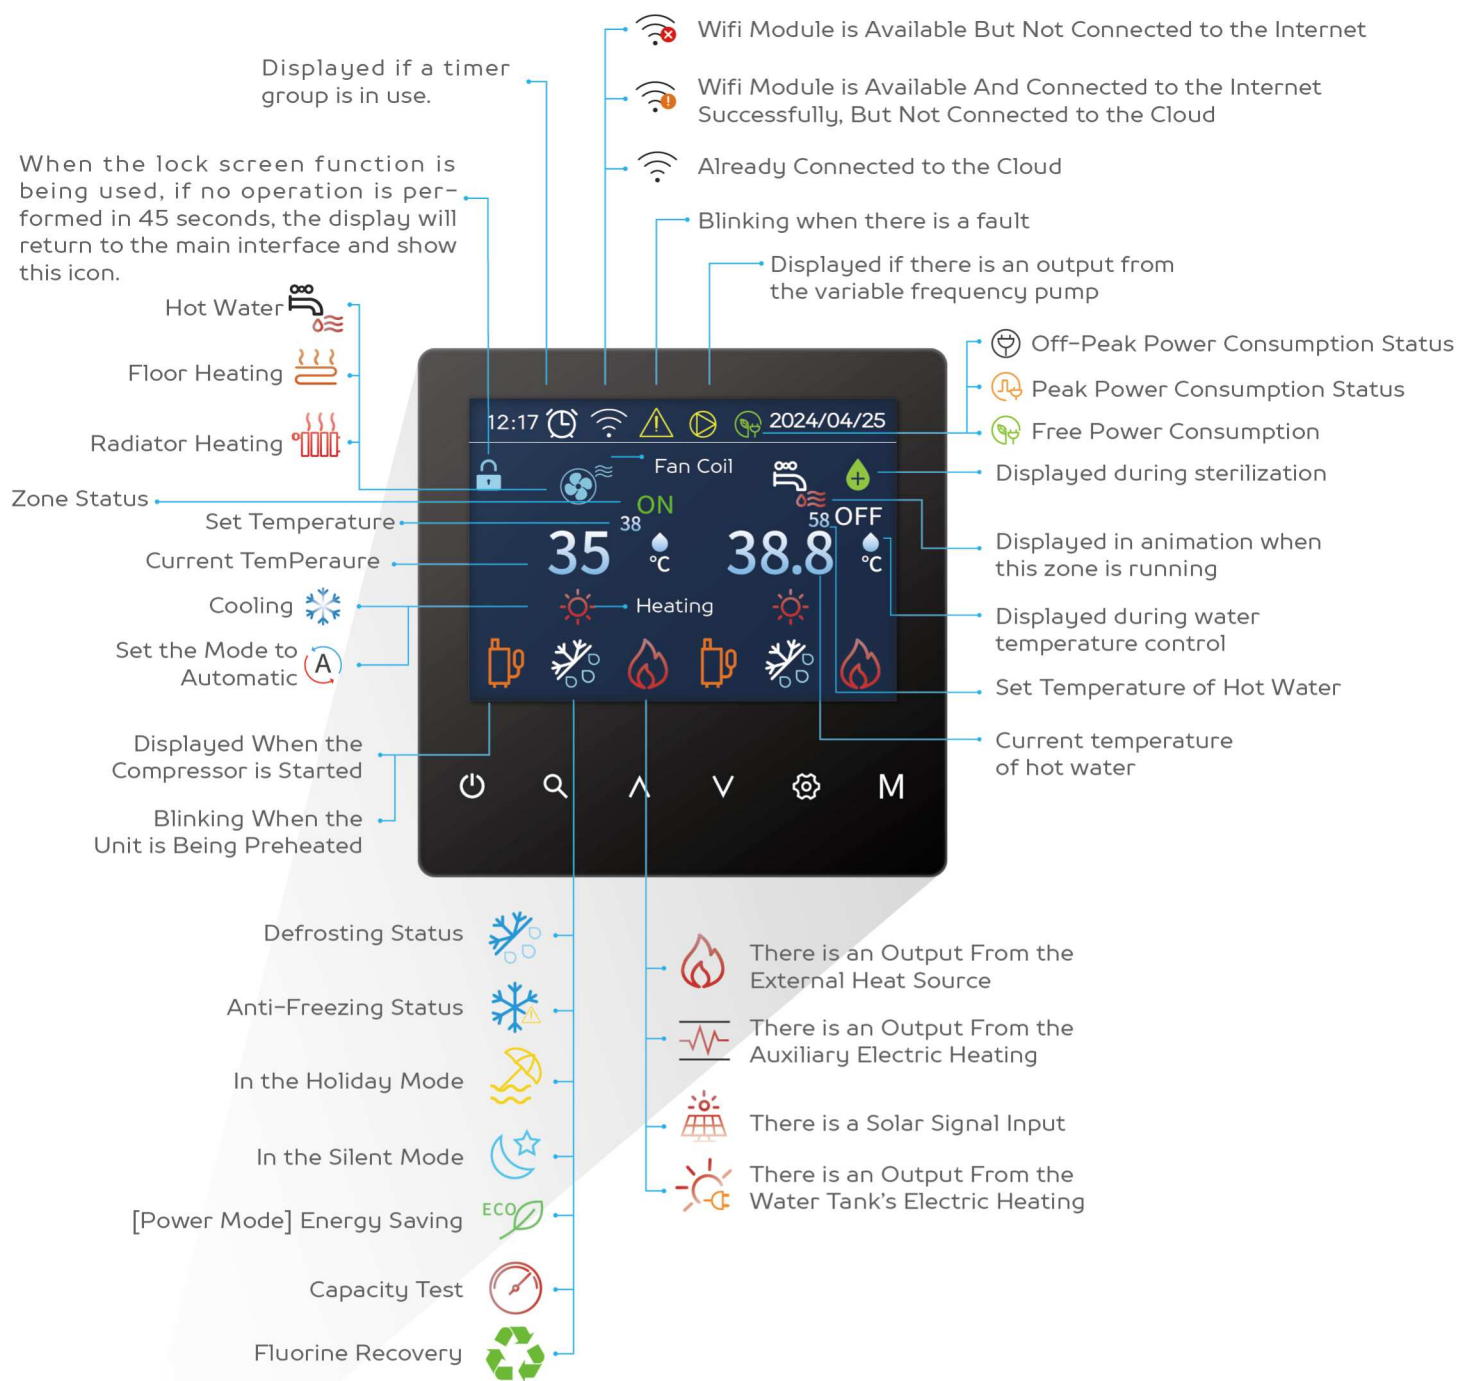 Wifi Module is Available But Not Connected to the Internet
Displayed if a timer
group is in use.
Wifi Module is Available And Connected to the Internet
Successfully, But Not Connected to the Cloud
Already Connected to the Cloud
When the lock screen function is
being used, if no operation is per-
formed in 45 seconds, the display will
return to the main interface and show
this icon.
Blinking when there is a fault
Displayed if there is an output from
the variable frequency pump
Hot Water
Floor Heating
Radiator Heating
Zone Status
Set Temperature
Current TemPeraure
Cooling
Set the Mode to
Automatic
A
Displayed When the
Compressor is Started
Blinking When the
Unit is Being Preheated
12:17
2024/04/25
Fan Coil
ON
38
35
°C
58
OFF
38.8
°C
Heating
M
Off-Peak Power Consumption Status
Peak Power Consumption Status
Free Power Consumption
Displayed during sterilization
Displayed in animation when
this zone is running
Displayed during water
temperature control
Set Temperature of Hot Water
Current temperature
of hot water
Defrosting Status
Anti-Freezing Status
In the Holiday Mode
In the Silent Mode
[Power Mode] Energy Saving
ECO
Capacity Test
Fluorine Recovery
There is an Output From the
External Heat Source
There is an Output From the
Auxiliary Electric Heating
There is a Solar Signal Input
There is an Output From the
Water Tank's Electric Heating